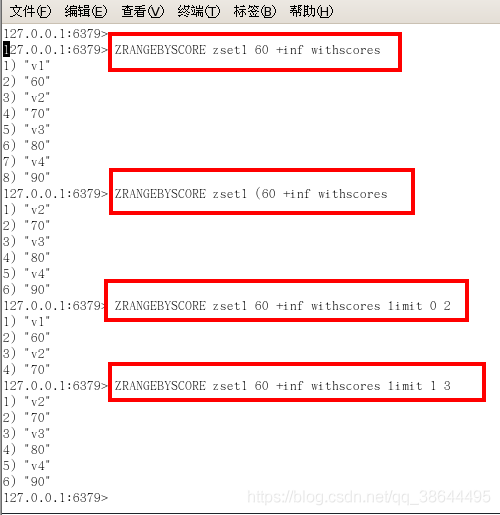 文件(F) 编辑(E) 查看(V) 终端(T) 标签(B) 帮助(H)
127.0.0.1:6379>
127.0.0.1:6379> ZRANGEBYSCORE zset1 60 +inf withscores
1) "v1"
2) "60"
3) "v2"
4) "70"
5) "v3"
6) "80"
7) "v4"
8) "90"
127.0.0.1:6379> ZRANGEBYSCORE zset1 (60 +inf withscores
1) "v2"
2) "70"
3) "v3"
4) "80"
5) "v4"
6) "90"
127.0.0.1:6379> ZRANGEBYSCORE zset1 60 +inf withscores limit 0 2
1) "v1"
2) "60"
3) "v2"
4) "70"
127.0.0.1:6379> ZRANGEBYSCORE zset1 60 +inf withscores limit 1 3
1) "v2"
2) "70"
3) "v3"
4) "80"
5) "v4"
6) "90"
127.0.0.1:6379>
https://blog.csdn.net/qq_38644495